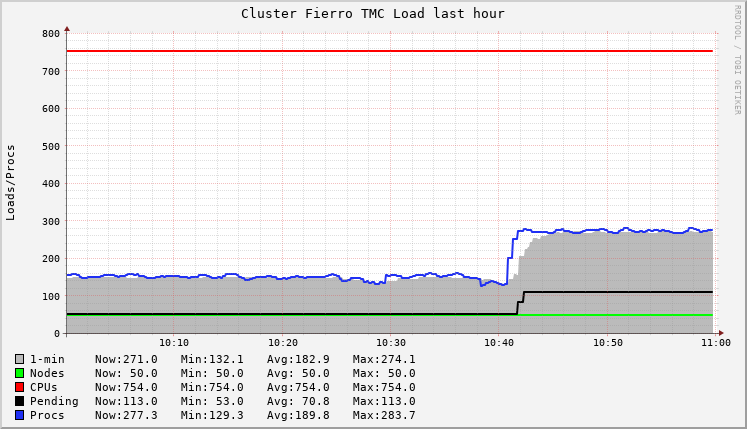 Cluster Fierro TMC Load last hour
RRDTOOL / TOBI OETIKER
Loads/Procs
800
700
600
500
400
300
200
100
0
10:10 10:20 10:30 10:40 10:50 11:00
1-min Now:271.0 Min:132.1 Avg:182.9 Max:274.1
Nodes Now: 50.0 Min: 50.0 Avg: 50.0 Max: 50.0
CPUs Now:754.0 Min:754.0 Avg:754.0 Max:754.0
Pending Now:113.0 Min: 53.0 Avg: 70.8 Max:113.0
Procs Now:277.3 Min:129.3 Avg:189.8 Max:283.7